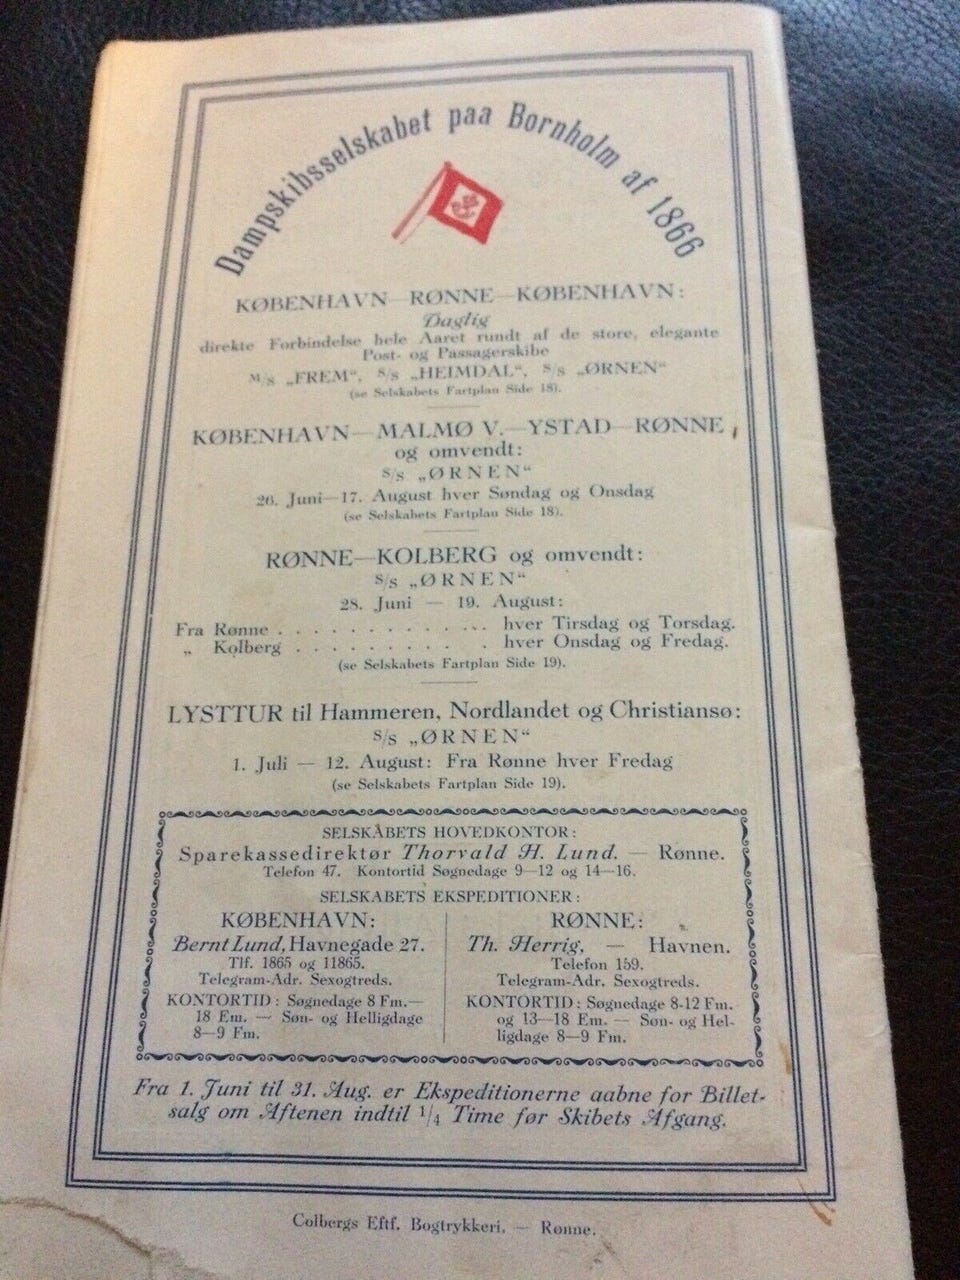 Dampskibsselskabet paa Bornholm af 1866
KØBENHAVN—RØNNE—KØBENHAVN:
Daglig
direkte Forbindelse hele Aaret rundt af de store, elegante
Post- og Passagerskibe
M/S „FREM“, S/S „HEIMDAL“, S/S „ØRNEN“
(se Selskabets Fartplan Side 18).
KØBENHAVN—MALMØ V.—YSTAD—RØNNE
og omvendt:
S/S „ØRNEN“
26. Juni—17. August hver Søndag og Onsdag
(se Selskabets Fartplan Side 18).
RØNNE—KOLBERG og omvendt:
S/S „ØRNEN“
28. Juni — 19. August:
Fra Rønne . . . . . . . . . . . . . . . hver Tirsdag og Torsdag.
„ Kolberg . . . . . . . . . . hver Onsdag og Fredag.
(se Selskabets Fartplan Side 19).
LYSTTUR til Hammeren, Nordlandet og Christiansø:
S/S „ØRNEN“
1. Juli — 12. August: Fra Rønne hver Fredag
(se Selskabets Fartplan Side 19).
SELSKABETS HOVEDKONTOR:
Sparekassedirektør Thorvald H. Lund. — Rønne.
Telefon 47. Kontortid Søgnedage 9—12 og 14—16.
SELSKABETS EKSPEDITIONER:
KØBENHAVN:
Bernt Lund, Havnegade 27.
Tlf. 1865 og 11865.
Telegram-Adr. Sexogtreds.
KONTORTID: Søgnedage 8 Fm.—
18 Em. — Søn- og Helligdage
8—9 Fm.
RØNNE:
Th. Herrig, — Havnen.
Telefon 159.
Telegram-Adr. Sexogtreds.
KONTORTID: Søgnedage 8-12 Fm.
og 13—18 Em. — Søn- og Hel-
ligdage 8—9 Fm.
Fra 1. Juni til 31. Aug. er Ekspeditionerne aabne for Billet-
salg om Aftenen indtil 1/4 Time før Skibets Afgang.
Colbergs Eftf. Bogtrykkeri. — Rønne.